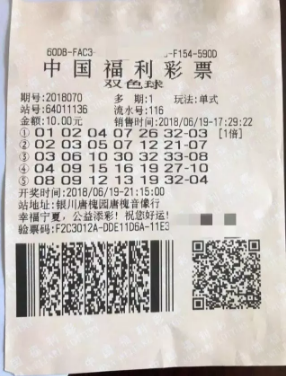 60DB-FAC3 -F154-590D
中国福利彩票
双色球
期号:2018070 多期:1 玩法:单式
站号:64011136 流水号:116
金额:10.00元 销售时间:2018/06/19-17:29:22
① 01 02 04 07 26 32-03 [1倍]
② 02 03 05 07 12 21-07
③ 03 06 10 30 32 33-08
④ 04 09 15 16 19 27-10
⑤ 08 09 12 13 19 32-04
开奖时间:2018/06/19-21:15:00
站地址:银川唐槐园唐槐音像行
幸福宁夏，公益添彩！祝您好运！
验票码:F2C3012A-DDE11D6A-11E3